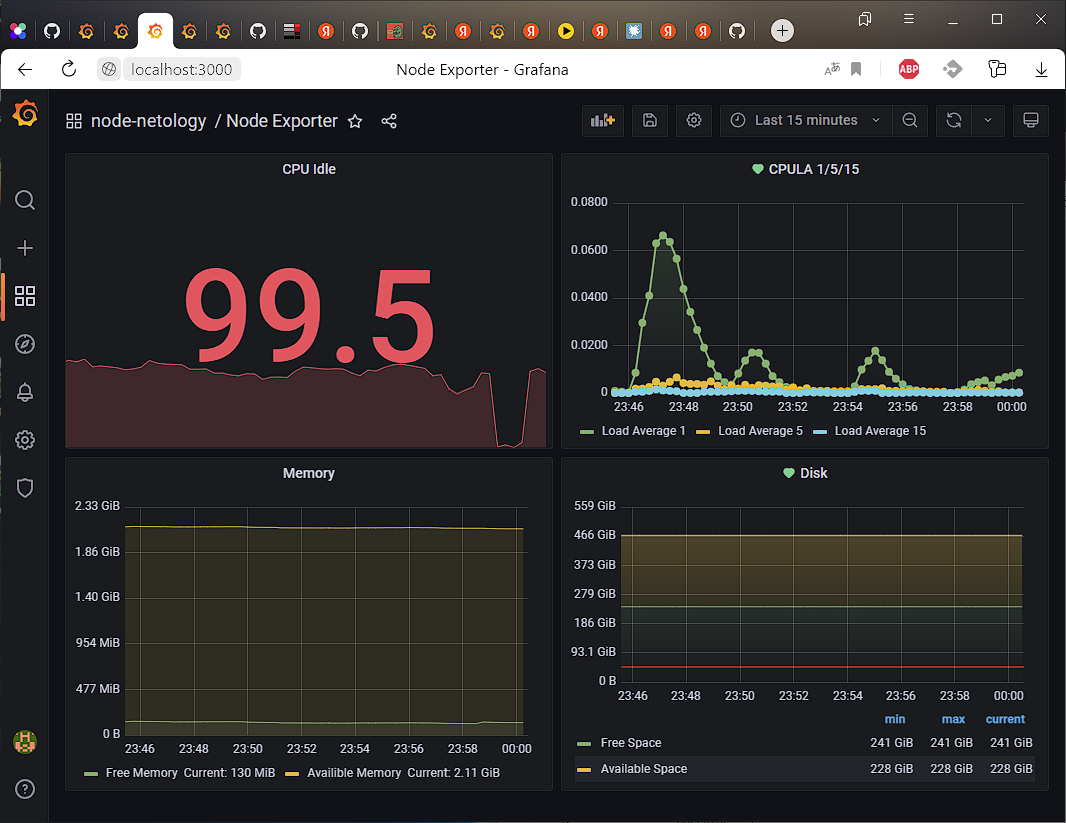 localhost:3000
Node Exporter - Grafana
ABP
node-netology / Node Exporter
Last 15 minutes
CPU Idle
99.5
CPULA 1/5/15
0.0800
0.0600
0.0400
0.0200
0
23:46 23:48 23:50 23:52 23:54 23:56 23:58 00:00
Load Average 1 Load Average 5 Load Average 15
Memory
2.33 GiB
1.86 GiB
1.40 GiB
954 MiB
477 MiB
0 B
23:46 23:48 23:50 23:52 23:54 23:56 23:58 00:00
Free Memory Current: 130 MiB Availible Memory Current: 2.11 GiB
Disk
559 GiB
466 GiB
373 GiB
279 GiB
186 GiB
93.1 GiB
0 B
23:46 23:48 23:50 23:52 23:54 23:56 23:58 00:00
min max current
Free Space 241 GiB 241 GiB 241 GiB
Available Space 228 GiB 228 GiB 228 GiB